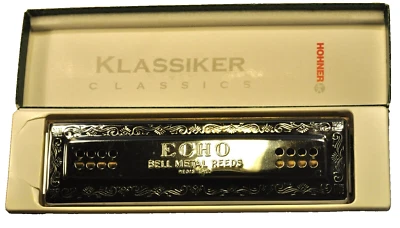 KLASSIKER
CLASSICS
HOHNER
ECHO
BELL METAL REEDS